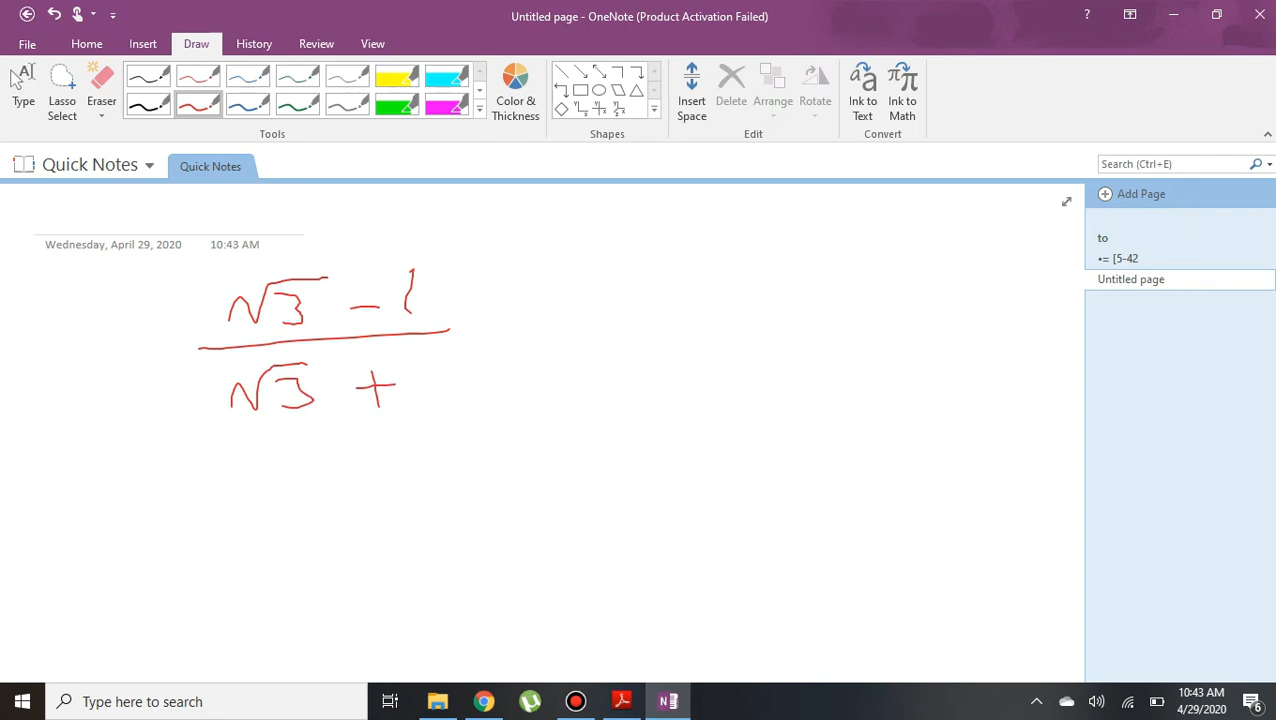 Untitled page - OneNote (Product Activation Failed)
?
File Home Insert Draw History Review View
Type
Lasso Select
Eraser
Color & Thickness
Insert Space
Delete
Arrange
Rotate
Ink to Text
Ink to Math
Tools
Shapes
Edit
Convert
Quick Notes
Quick Notes
Search (Ctrl+E)
Add Page
Wednesday, April 29, 2020 10:43 AM
to
•= [5-42
Untitled page
√3 - 1
√3 +
Type here to search
10:43 AM
4/29/2020
6